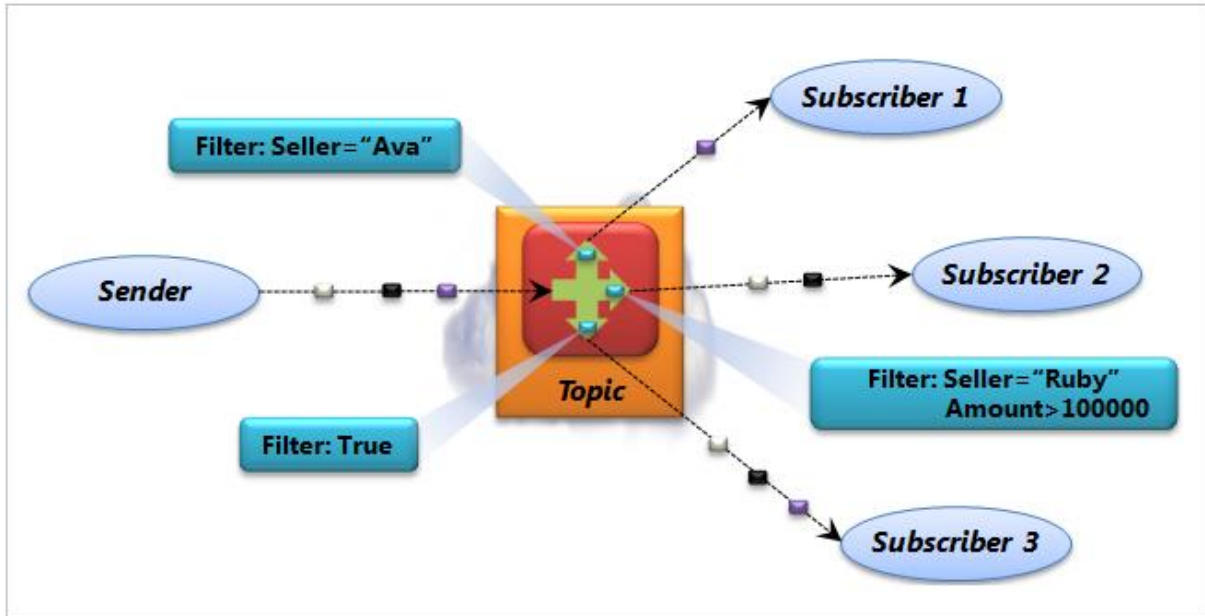 Subscriber 1
Filter: Seller=“Ava”
Sender
Subscriber 2
Topic
Filter: Seller=“Ruby”
Amount>100000
Filter: True
Subscriber 3